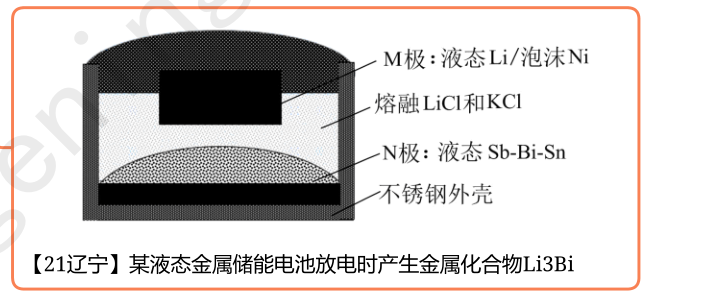 M极：液态Li/泡沫Ni
熔融LiCl和KCl
N极：液态 Sb-Bi-Sn
不锈钢外壳
【21辽宁】某液态金属储能电池放电时产生金属化合物Li3Bi